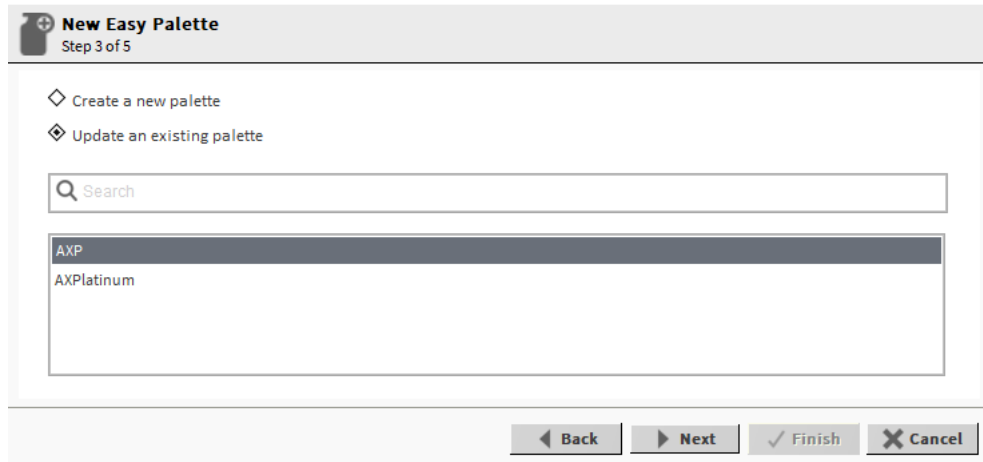 New Easy Palette
Step 3 of 5
Create a new palette
Update an existing palette
Search
AXP
AXPlatinum
Back Next Finish Cancel